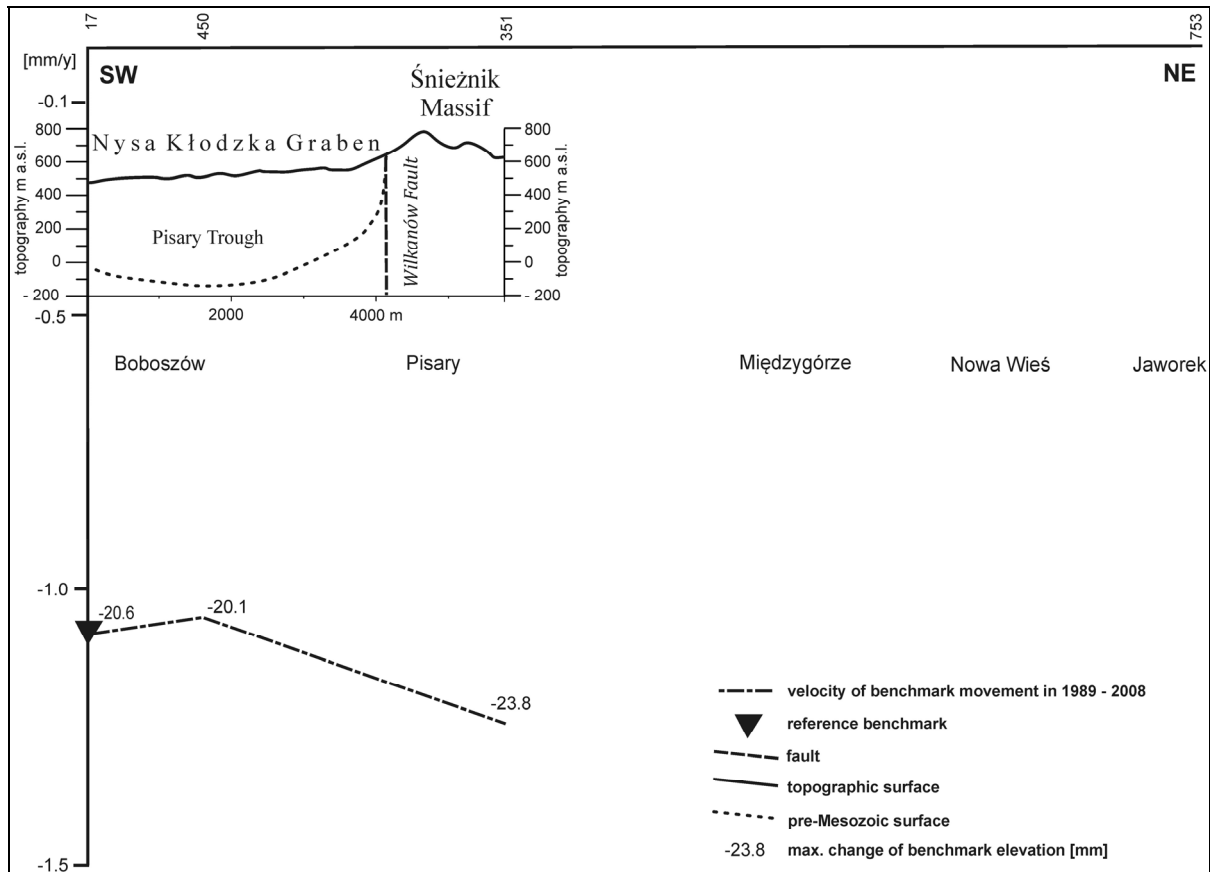 17
450
351
753
[mm/y]
SW
NE
Śnieżnik
Massif
-0.1
800
Nysa Kłodzka Graben
800
600
600
400
400
200
200
Pisary Trough
Wilkanów Fault
topography m a.s.l.
topography m a.s.l.
0
0
- 200
- 200
2000
4000 m
-0.5
Boboszów
Pisary
Międzygórze
Nowa Wieś
Jaworek
-1.0
-20.6
-20.1
-23.8
velocity of benchmark movement in 1989 - 2008
reference benchmark
fault
topographic surface
pre-Mesozoic surface
-23.8 max. change of benchmark elevation [mm]
-1.5